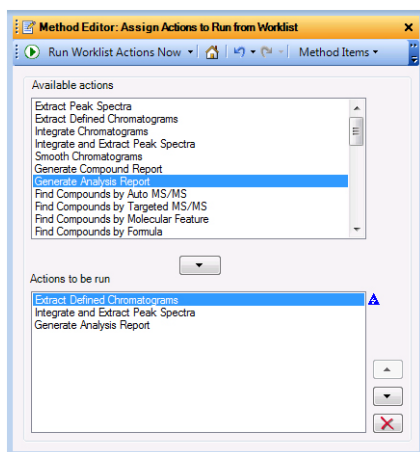 Method Editor: Assign Actions to Run from Worklist
Run Worklist Actions Now
Method Items
Available actions
Extract Peak Spectra
Extract Defined Chromatograms
Integrate Chromatograms
Integrate and Extract Peak Spectra
Smooth Chromatograms
Generate Compound Report
Generate Analysis Report
Find Compounds by Auto MS/MS
Find Compounds by Targeted MS/MS
Find Compounds by Molecular Feature
Find Compounds by Formula
Actions to be run
Extract Defined Chromatograms
Integrate and Extract Peak Spectra
Generate Analysis Report